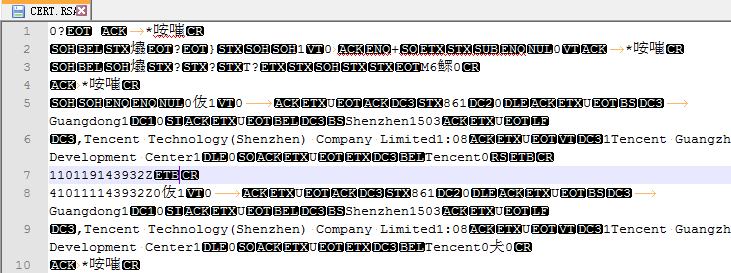 CERT.RSA
1 0?EOT ACK→*咹嗺CR
2 SOHBELSTX爞EOT?EOT}STXSOHSOH1VT0 ACKENQ+SOETXSTXSUBENQNUL0VTACK→*咹嗺CR
3 SOHBELSOH爞STX?STX?STXT?ETXSTXSOHSTXSTXEOTM6鳏0CR
4 ACK *咹嗺CR
5 SOHSOHENQENQNUL0仮1VT0 →ACKETXUEOTACKDC3STX861DC20DLEACKETXUEOTBSDC3→
Guangdong1DC10SIACKETXUEOTBELDC3BSShenzhen1503ACKETXUEOTLF
6 DC3,Tencent Technology(Shenzhen) Company Limited1:08ACKETXUEOTVTDC31Tencent Guangzh
Development Center1DLE0SOACKETXUEOTETXDC3BELTencent0RSETBCR
7 110119143932ZETBCR
8 410111143932Z0仮1VT0 →ACKETXUEOTACKDC3STX861DC20DLEACKETXUEOTBSDC3→
Guangdong1DC10SIACKETXUEOTBELDC3BSShenzhen1503ACKETXUEOTLF
9 DC3,Tencent Technology(Shenzhen) Company Limited1:08ACKETXUEOTVTDC31Tencent Guangzh
Development Center1DLE0SOACKETXUEOTETXDC3BELTencent0仧0CR
10 ACK *咹嗺CR